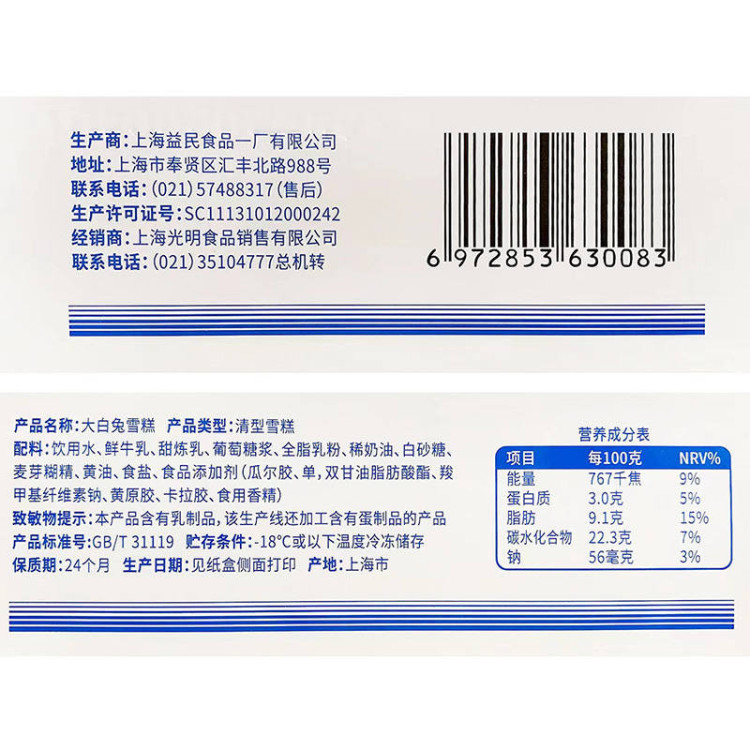 生产商：上海益民食品一厂有限公司
地址：上海市奉贤区汇丰北路988号
联系电话：(021) 57488317 (售后)
生产许可证号：SC11131012000242
经销商：上海光明食品销售有限公司
联系电话：(021) 35104777总机转
6 972853 630083
产品名称：大白兔雪糕 产品类型：清型雪糕
配料：饮用水、鲜牛乳、甜炼乳、葡萄糖浆、全脂乳粉、稀奶油、白砂糖、
麦芽糊精、黄油、食盐、食品添加剂（瓜尔胶、单，双甘油脂肪酸酯、羧
甲基纤维素钠、黄原胶、卡拉胶、食用香精）
致敏物提示：本产品含有乳制品，该生产线还加工含有蛋制品的产品
产品标准号：GB/T 31119 贮存条件：-18℃或以下温度冷冻储存
保质期：24个月 生产日期：见纸盒侧面打印 产地：上海市
营养成分表
项目 每100克 NRV%
能量 767千焦 9%
蛋白质 3.0克 5%
脂肪 9.1克 15%
碳水化合物 22.3克 7%
钠 56毫克 3%